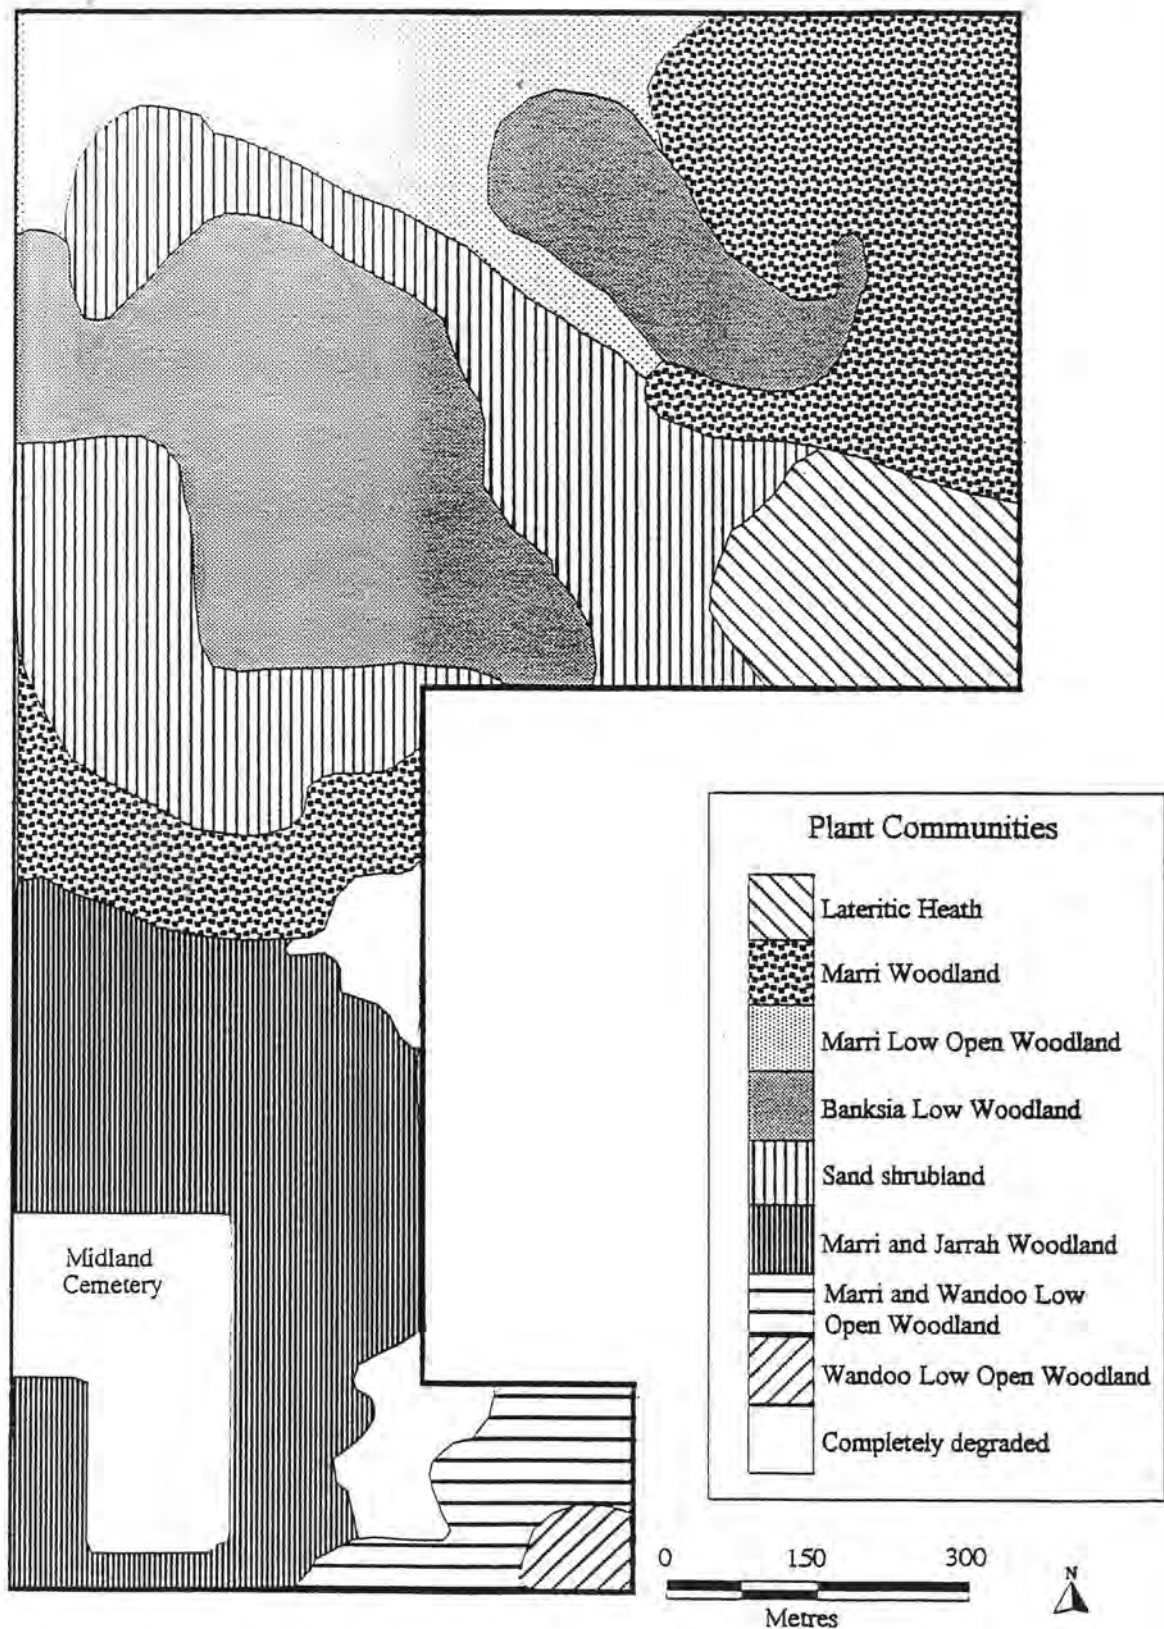 Midland
Cemetery
Plant Communities
Lateritic Heath
Marri Woodland
Marri Low Open Woodland
Banksia Low Woodland
Sand shrubland
Marri and Jarrah Woodland
Marri and Wandoo Low
Open Woodland
Wandoo Low Open Woodland
Completely degraded
0 150 300
Metres
N